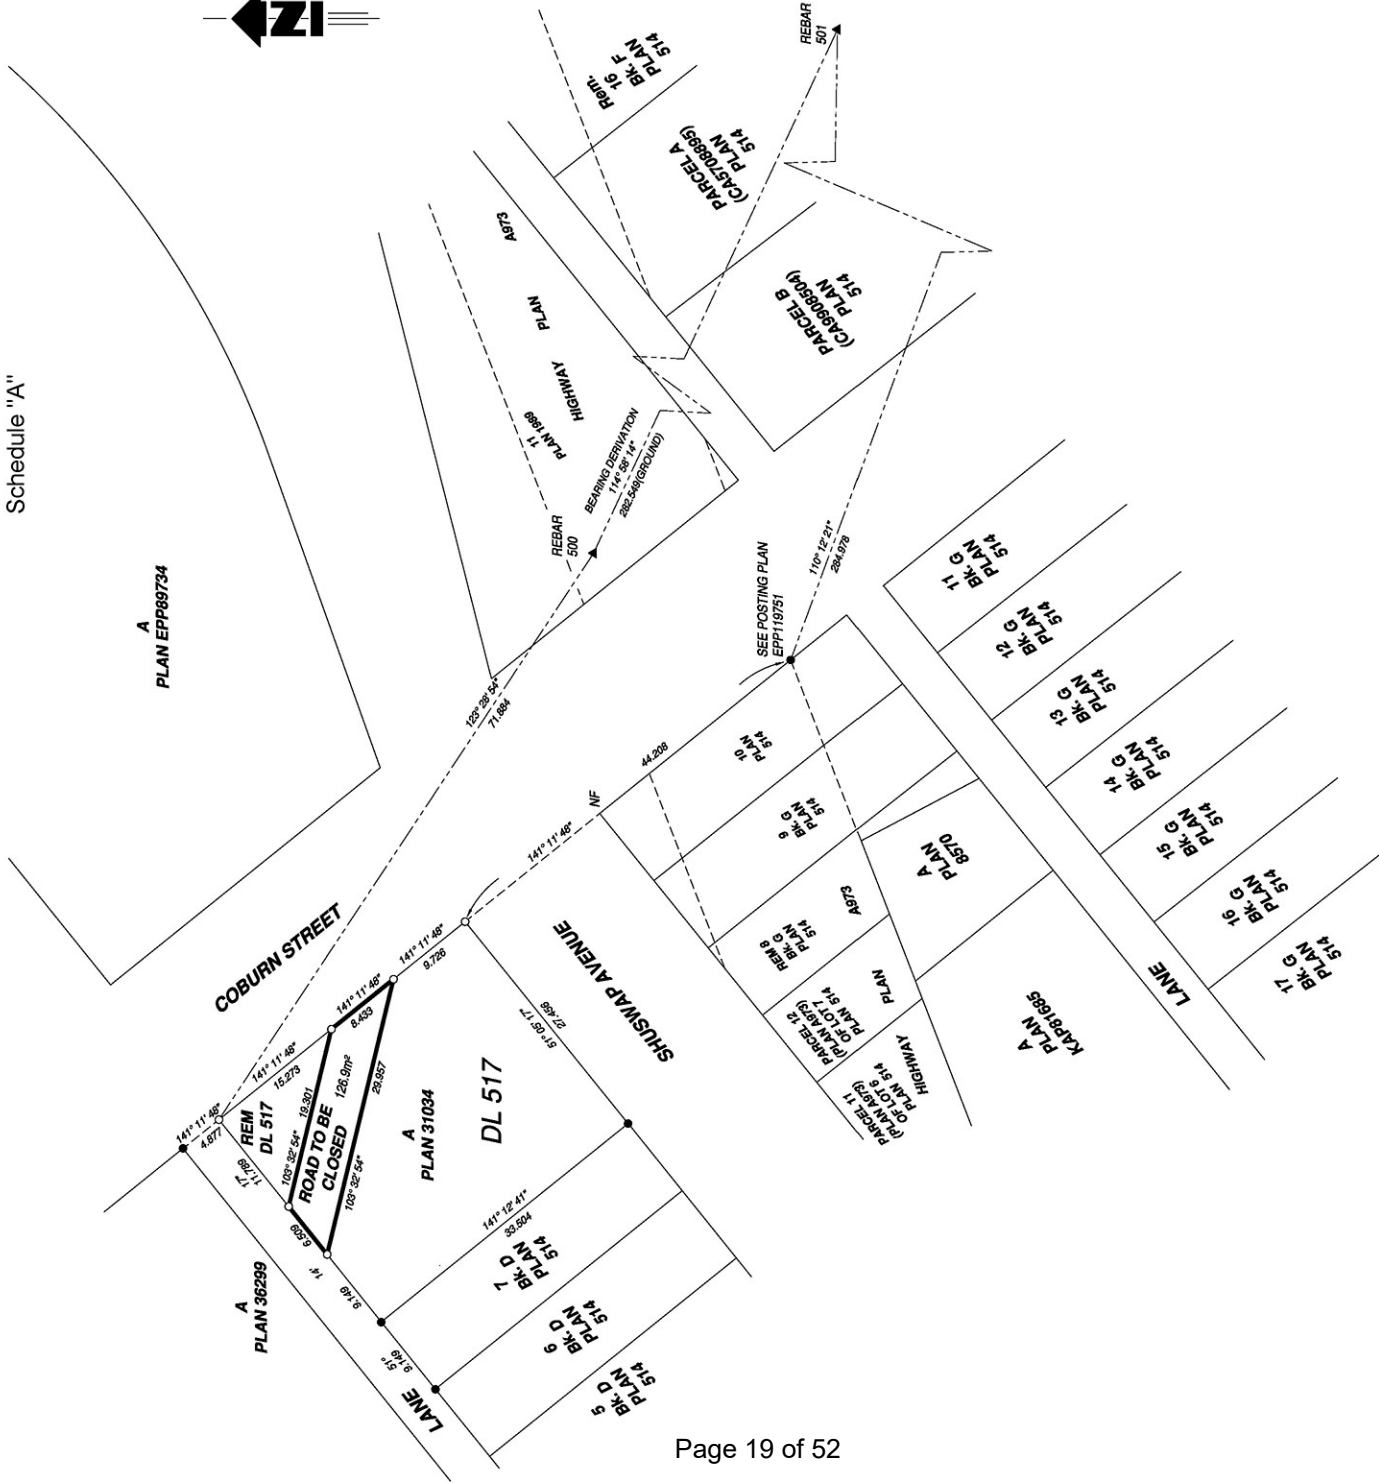 Schedule "A"
N
A
PLAN EPP89734
Rem.
16
Bk. F
PLAN
514
REBAR
501
PARCEL A
(CA5708895)
PLAN
514
A973
PLAN
HIGHWAY
11
PLAN 1989
PARCEL B
(CA9908504)
PLAN
514
BEARING DERIVATION
114° 58' 14"
282.549(GROUND)
REBAR
500
110° 12' 21"
284.978
SEE POSTING PLAN
EPP119751
123° 28' 54"
71.884
11
Bk. G
PLAN
514
12
Bk. G
PLAN
514
13
Bk. G
PLAN
514
14
Bk. G
PLAN
514
15
Bk. G
PLAN
514
16
Bk. G
PLAN
514
17
Bk. G
PLAN
514
44.208
NF
141° 11' 48"
10
PLAN
514
9
Bk. G
PLAN
514
A
PLAN
8570
REM 8
Bk. G
PLAN
514
A973
PLAN
HIGHWAY
PARCEL 12
(PLAN A973)
OF LOT 7
PLAN 514
PARCEL 11
(PLAN A973)
OF LOT 6
PLAN 514
A
PLAN
KAP81685
LANE
COBURN STREET
SHUSWAP AVENUE
141° 11' 48"
9.726
141° 11' 48"
8.433
141° 11' 48"
15.273
141° 11' 48"
4.877
REM
DL 517
17"
11.789
103° 32' 54"
19.301
ROAD TO BE
CLOSED
126.9m²
29.957
103° 32' 54"
6.509
51° 05' 17"
27.456
A
PLAN 31034
DL 517
14'
9.149
51°
9.149
141° 12' 41"
33.504
7
Bk. D
PLAN
514
6
Bk. D
PLAN
514
5
Bk. D
PLAN
514
A
PLAN 36299
LANE
Page 19 of 52